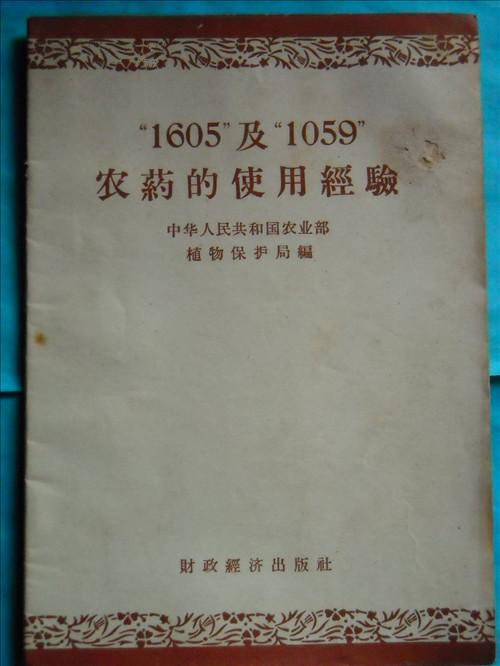 “1605”及“1059”
农葯的使用經驗
中华人民共和国农业部
植物保护局編
財政經济出版社